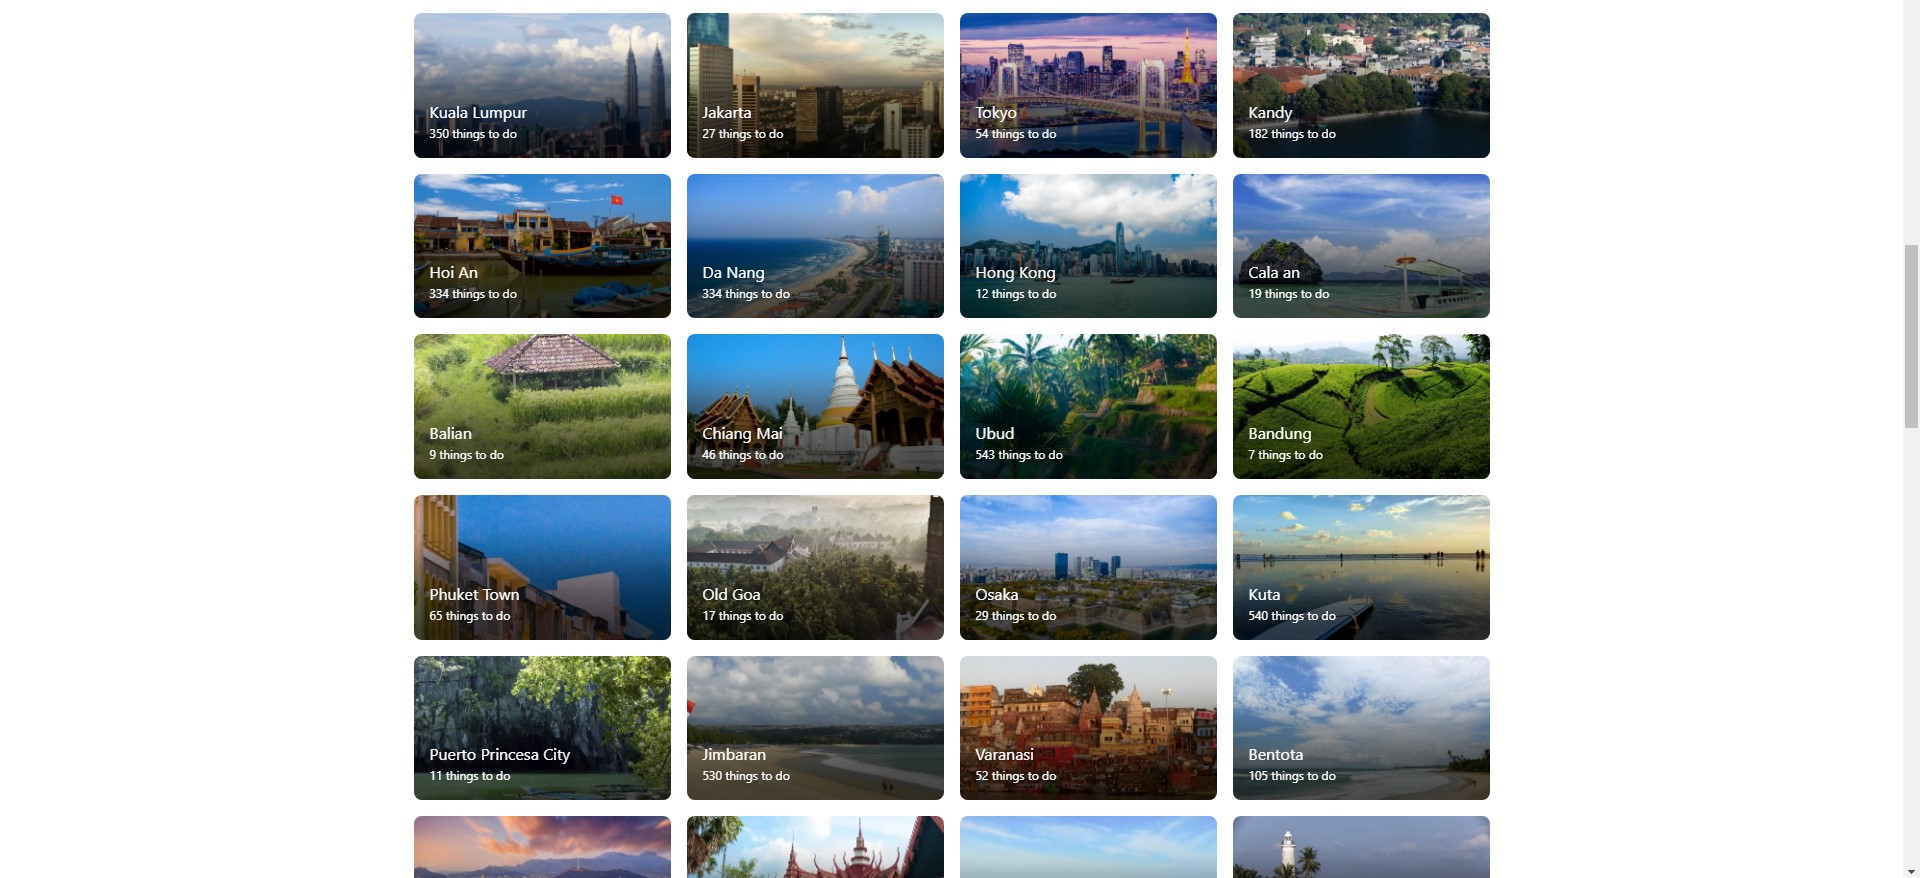 Kuala Lumpur
350 things to do
Jakarta
27 things to do
Tokyo
54 things to do
Kandy
182 things to do
Hoi An
334 things to do
Da Nang
334 things to do
Hong Kong
12 things to do
Cala an
19 things to do
Balian
9 things to do
Chiang Mai
46 things to do
Ubud
543 things to do
Bandung
7 things to do
Phuket Town
65 things to do
Old Goa
17 things to do
Osaka
29 things to do
Kuta
540 things to do
Puerto Princesa City
11 things to do
Jimbaran
530 things to do
Varanasi
52 things to do
Bentota
105 things to do